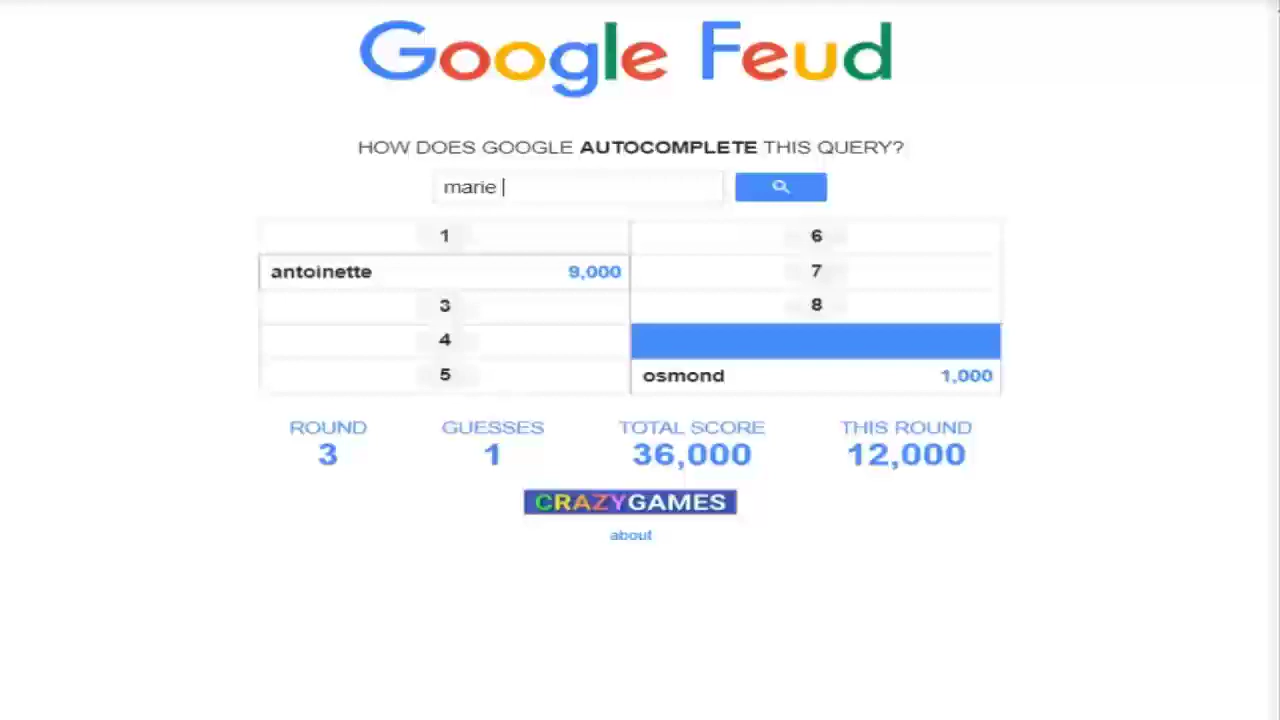 Google Feud
HOW DOES GOOGLE AUTOCOMPLETE THIS QUERY?
marie
1
6
antoinette 9,000
7
3
8
4
5
osmond 1,000
ROUND GUESSES TOTAL SCORE THIS ROUND
3 1 36,000 12,000
CRAZYGAMES
about